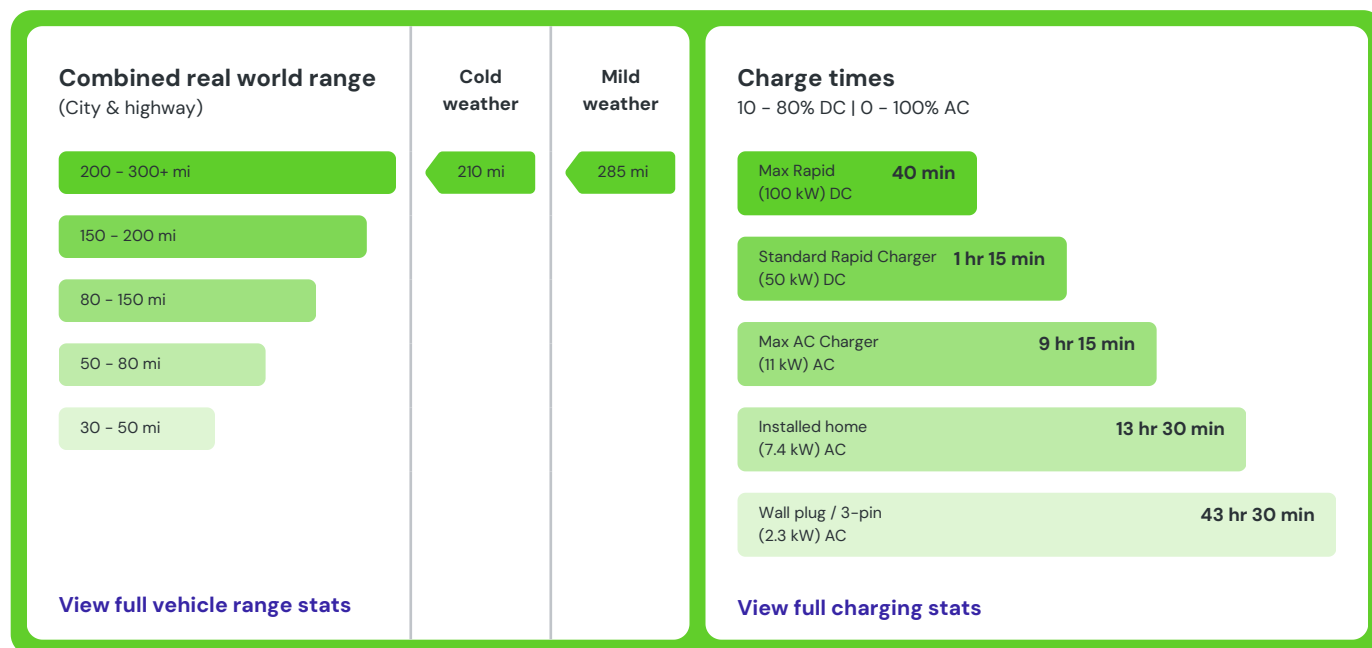 Combined real world range
(City & highway)
Cold
weather
Mild
weather
200 - 300+ mi
210 mi
285 mi
150 - 200 mi
80 - 150 mi
50 - 80 mi
30 - 50 mi
View full vehicle range stats
Charge times
10 - 80% DC | 0 - 100% AC
Max Rapid
(100 kW) DC
40 min
Standard Rapid Charger
(50 kW) DC
1 hr 15 min
Max AC Charger
(11 kW) AC
9 hr 15 min
Installed home
(7.4 kW) AC
13 hr 30 min
Wall plug / 3-pin
(2.3 kW) AC
43 hr 30 min
View full charging stats